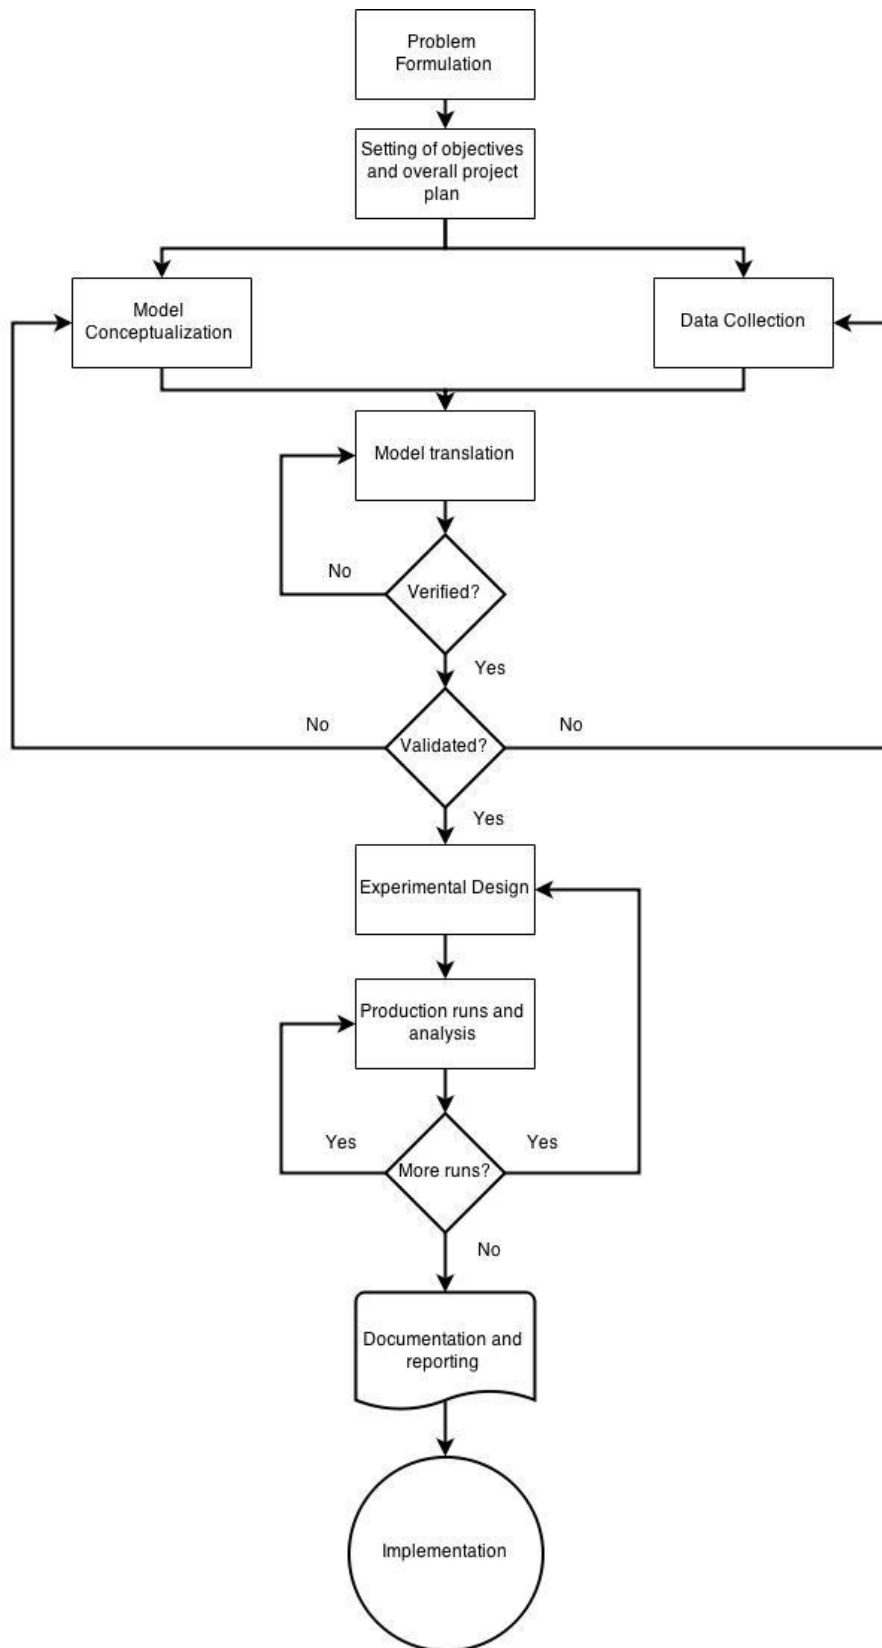 Problem
Formulation
Setting of objectives
and overall project
plan
Model
Conceptualization
Data Collection
Model translation
No
Verified?
Yes
No
No
Validated?
Yes
Experimental Design
Production runs and
analysis
Yes
Yes
More runs?
No
Documentation and
reporting
Implementation